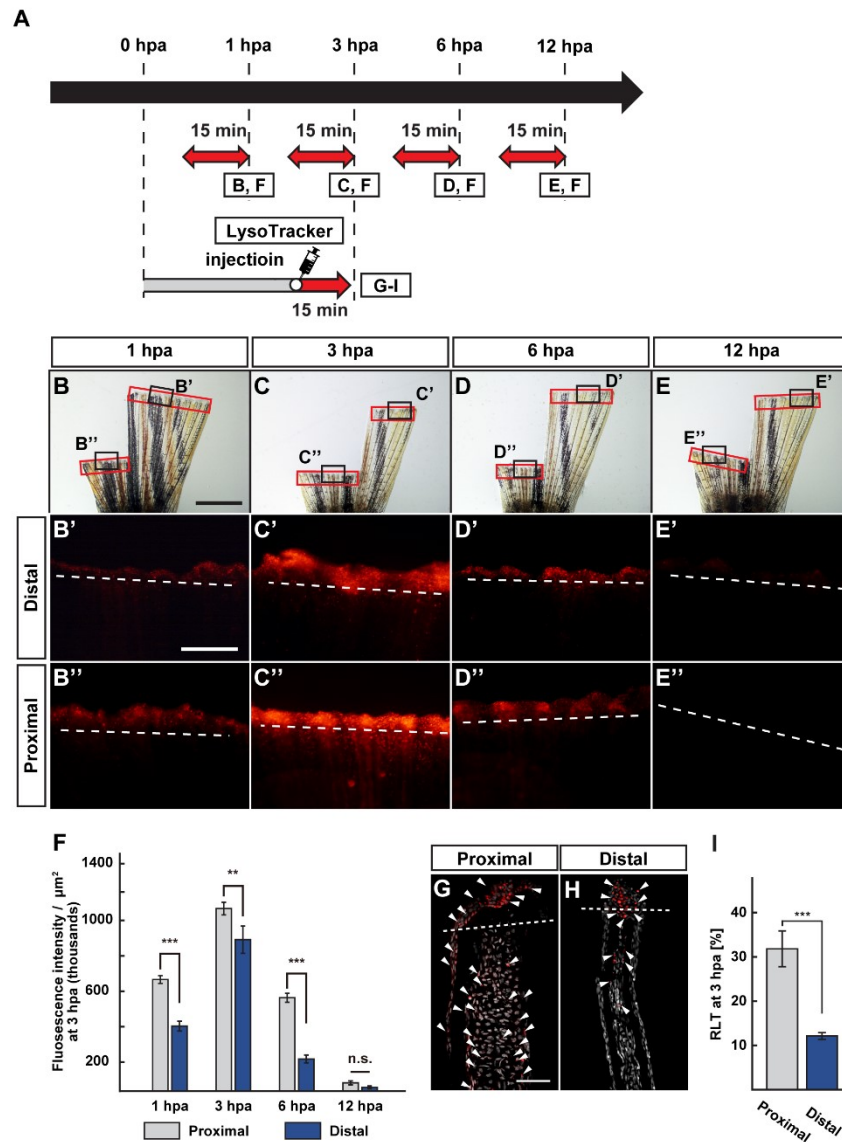 A
0 hpa 1 hpa 3 hpa 6 hpa 12 hpa
15 min 15 min 15 min 15 min
B, F C, F D, F E, F
LysoTracker
injectioin
G-I
15 min
1 hpa 3 hpa 6 hpa 12 hpa
B B' B'' C C' C'' D D' D'' E E' E''
Distal
B' C' D' E'
Proximal
B'' C'' D'' E''
F
Fluosescence intensity / µm²
at 3 hpa (thousands)
1400
1000
600
200
*** ** *** n.s.
1 hpa 3 hpa 6 hpa 12 hpa
Proximal Distal
Proximal Distal
G H
I
RLT at 3 hpa [%]
40
30
20
10
***
Proximal Distal